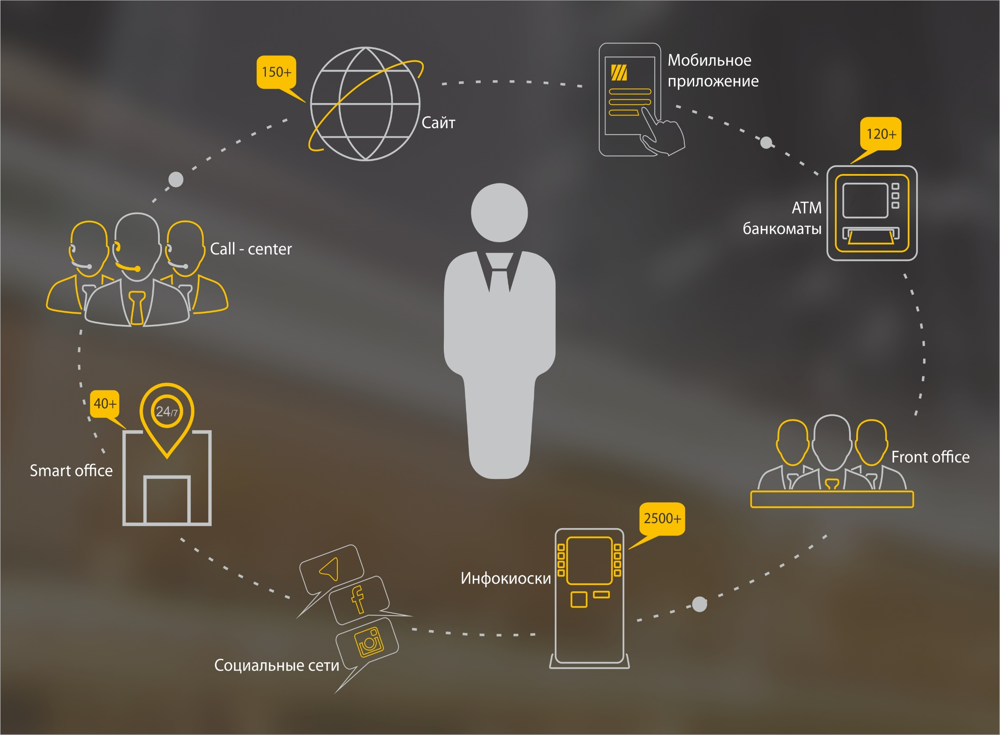 150+
Сайт
Мобильное
приложение
120+
АТМ
банкоматы
Call - center
40+
24/7
Smart office
Front office
2500+
Инфокиоски
Социальные сети